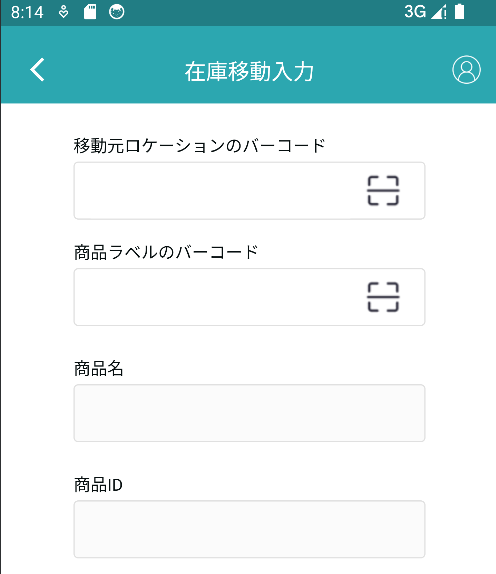 8:14 3G
在庫移動入力
移動元ロケーションのバーコード
商品ラベルのバーコード
商品名
商品ID